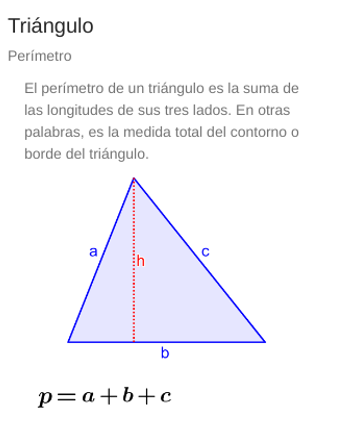 Triángulo
Perímetro
El perímetro de un triángulo es la suma de
las longitudes de sus tres lados. En otras
palabras, es la medida total del contorno o
borde del triángulo.
a
c
h
b
p = a + b + c